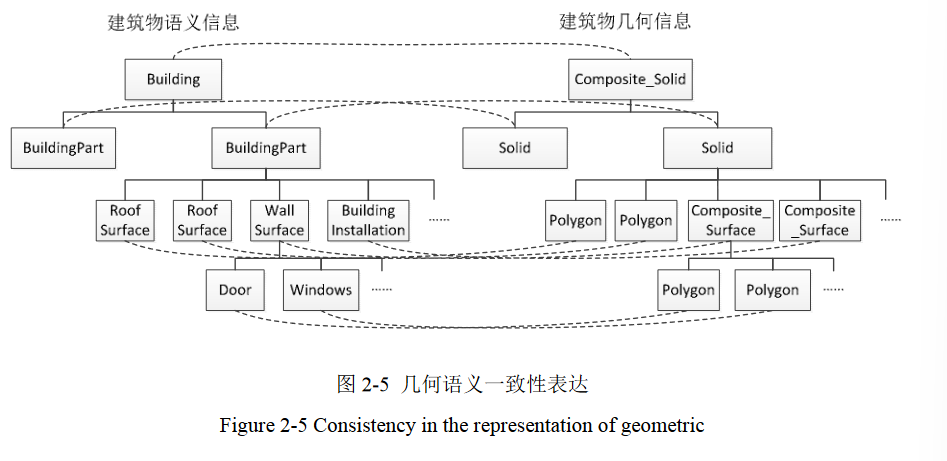 建筑物语义信息 建筑物几何信息
Building Composite_Solid
BuildingPart BuildingPart Solid Solid
Roof Surface Roof Surface Wall Surface Building Installation …… Polygon Polygon Composite_ Surface Composite _Surface ……
Door Windows …… Polygon Polygon ……
图 2-5 几何语义一致性表达
Figure 2-5 Consistency in the representation of geometric